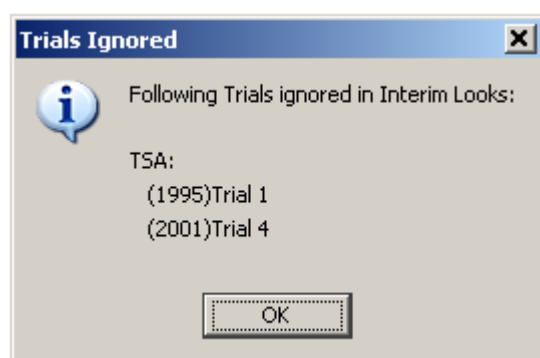 Trials Ignored
Following Trials ignored in Interim Looks:
TSA:
(1995)Trial 1
(2001)Trial 4
OK